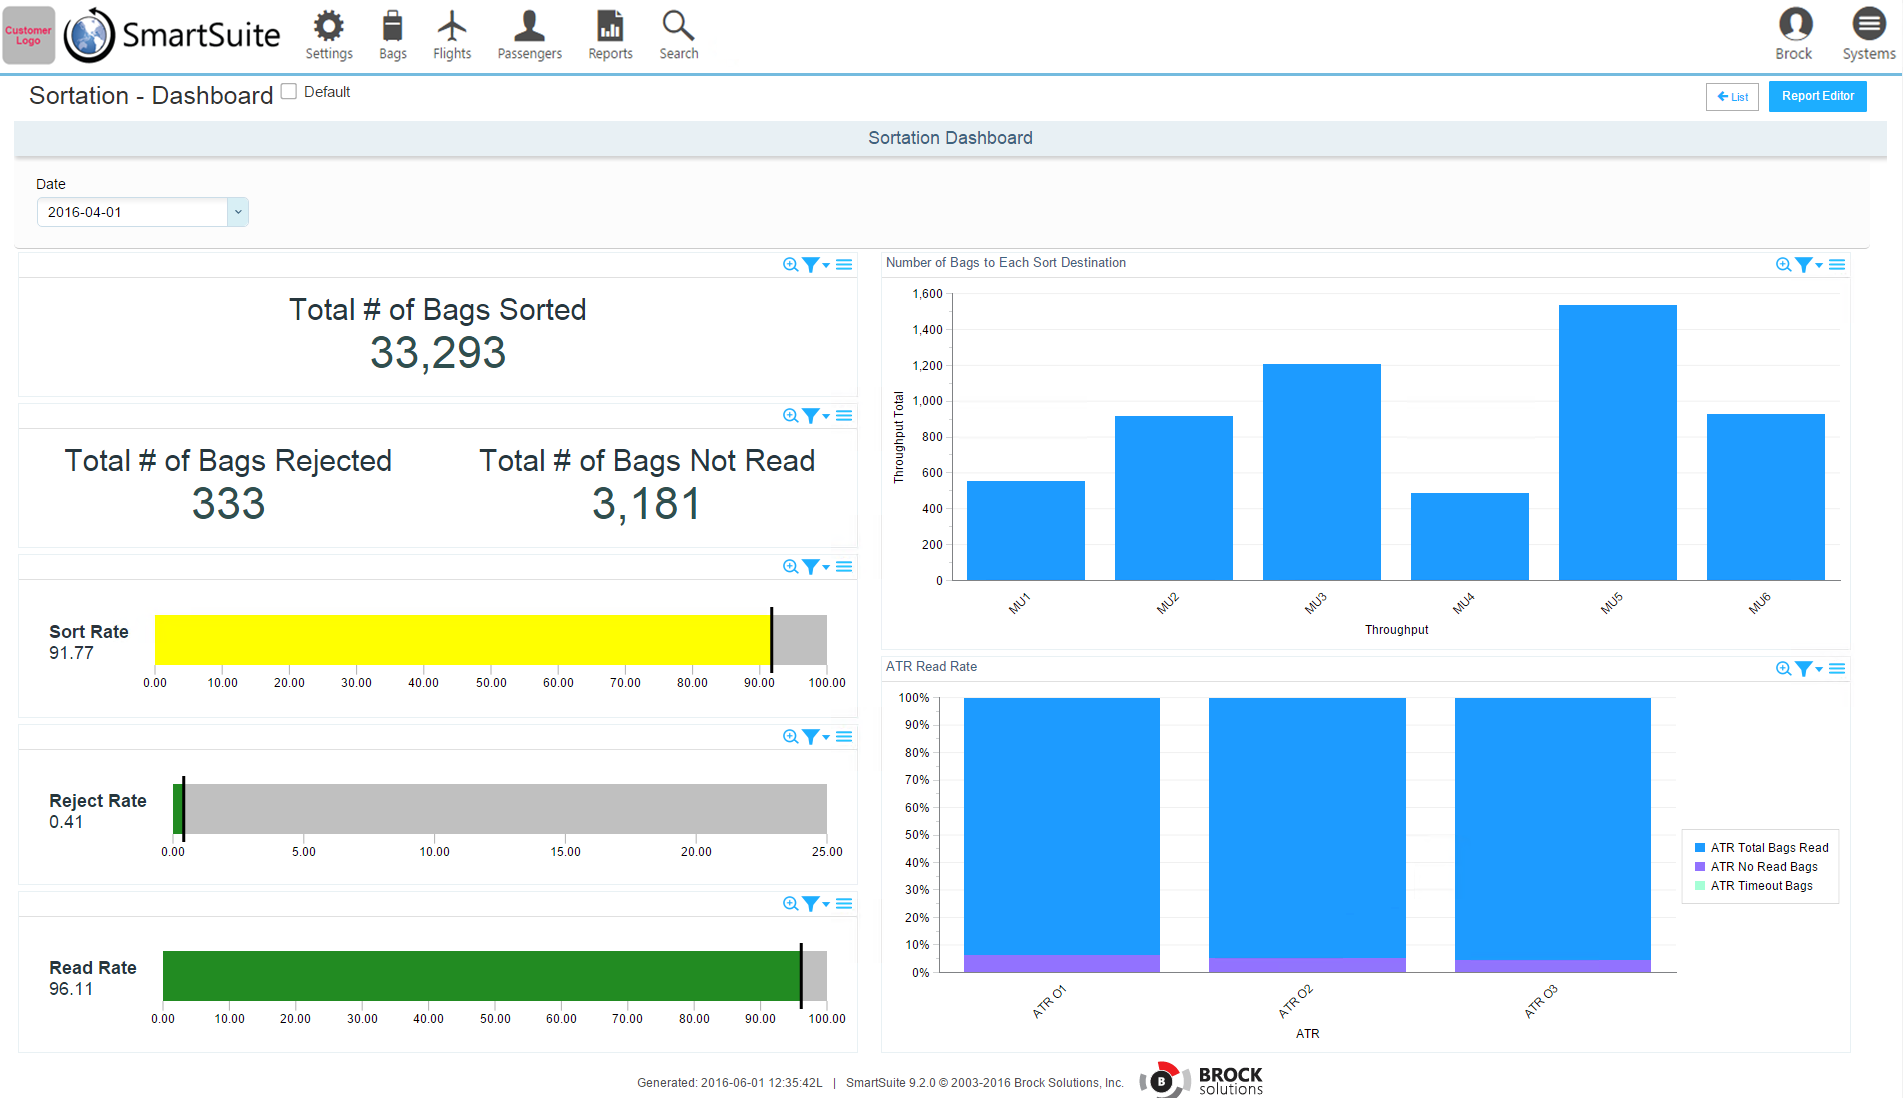 Customer
Logo
SmartSuite
Settings
Bags
Flights
Passengers
Reports
Search
Brock
Systems
Sortation - Dashboard
Default
List
Report Editor
Sortation Dashboard
Date
2016-04-01
Total # of Bags Sorted
33,293
Total # of Bags Rejected
333
Total # of Bags Not Read
3,181
Sort Rate
91.77
0.00 10.00 20.00 30.00 40.00 50.00 60.00 70.00 80.00 90.00 100.00
Reject Rate
0.41
0.00 5.00 10.00 15.00 20.00 25.00
Read Rate
96.11
0.00 10.00 20.00 30.00 40.00 50.00 60.00 70.00 80.00 90.00 100.00
Number of Bags to Each Sort Destination
Throughput Total
1,600
1,400
1,200
1,000
800
600
400
200
0
MU1 MU2 MU3 MU4 MU5 MU6
Throughput
ATR Read Rate
100%
90%
80%
70%
60%
50%
40%
30%
20%
10%
0%
ATR O1 ATR O2 ATR O3
ATR
ATR Total Bags Read
ATR No Read Bags
ATR Timeout Bags
Generated: 2016-06-01 12:35:42L | SmartSuite 9.2.0 © 2003-2016 Brock Solutions, Inc.
B
BROCK
solutions